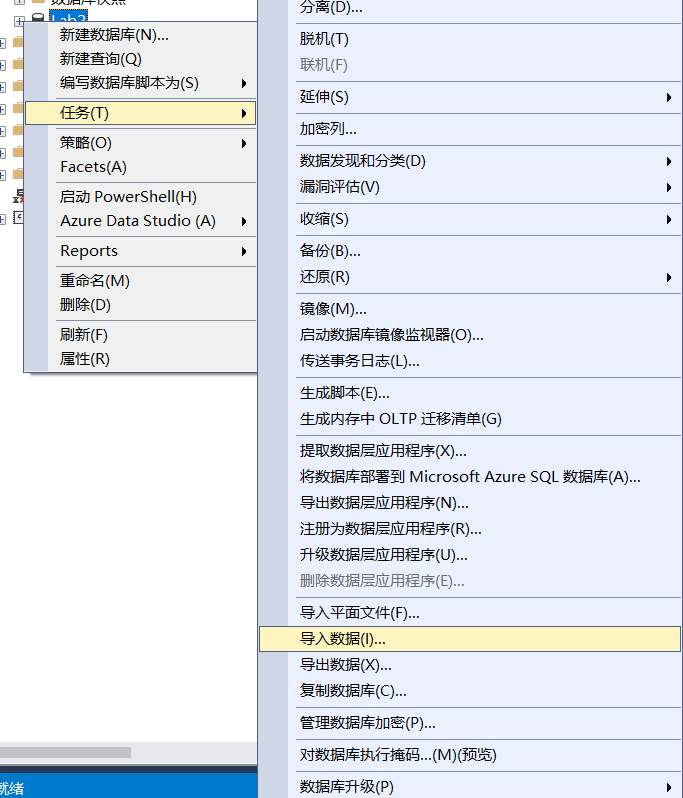 数据库快照
Lab2
新建数据库(N)...
新建查询(Q)
编写数据库脚本为(S)
任务(T)
策略(O)
Facets(A)
启动 PowerShell(H)
Azure Data Studio (A)
Reports
重命名(M)
删除(D)
刷新(F)
属性(R)
分离(D)...
脱机(T)
联机(F)
延伸(S)
加密列...
数据发现和分类(D)
漏洞评估(V)
收缩(S)
备份(B)...
还原(R)
镜像(M)...
启动数据库镜像监视器(O)...
传送事务日志(L)...
生成脚本(E)...
生成内存中 OLTP 迁移清单(G)
提取数据层应用程序(X)...
将数据库部署到 Microsoft Azure SQL 数据库(A)...
导出数据层应用程序(N)...
注册为数据层应用程序(R)...
升级数据层应用程序(U)...
删除数据层应用程序(E)...
导入平面文件(F)...
导入数据(I)...
导出数据(X)...
复制数据库(C)...
管理数据库加密(P)...
对数据库执行掩码...(M)(预览)
数据库升级(P)
就绪